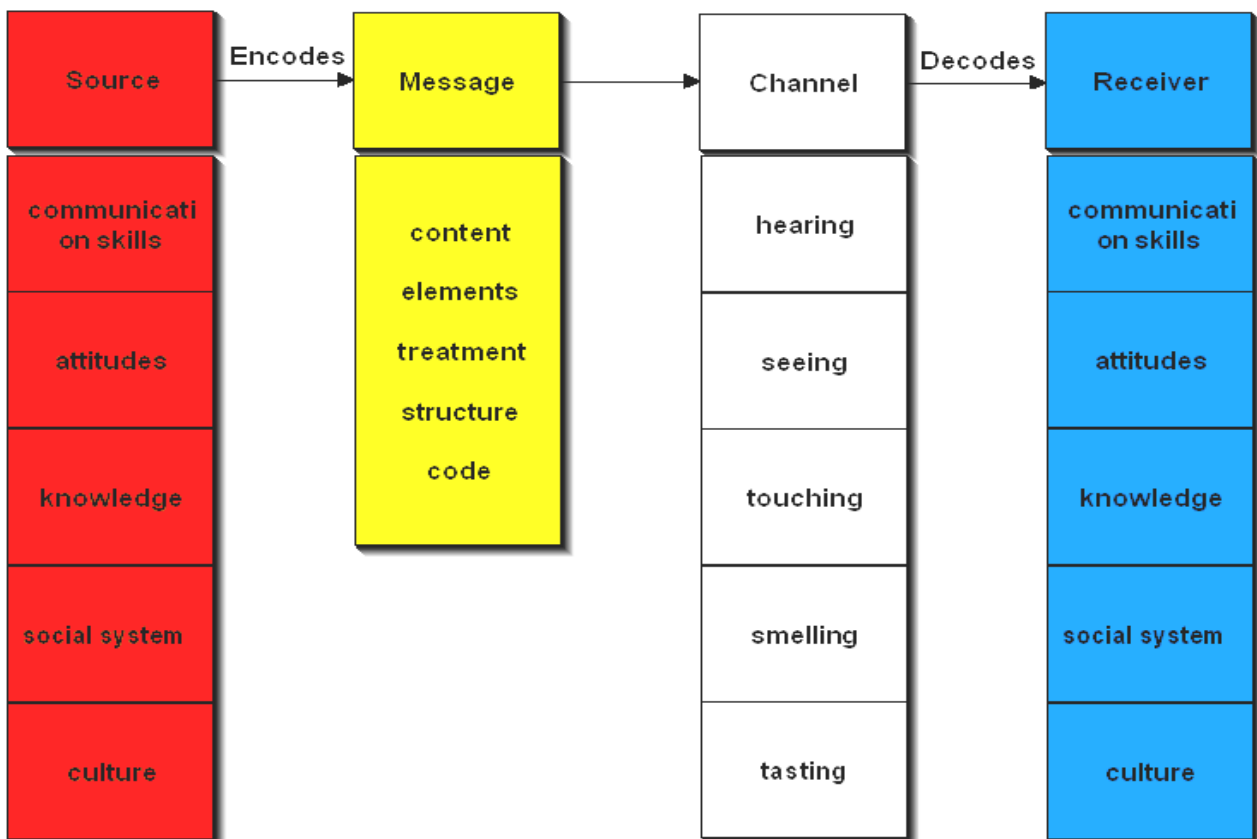 Source
Encodes
Message
Channel
Decodes
Receiver
communicati
on skills
attitudes
knowledge
social system
culture
content
elements
treatment
structure
code
hearing
seeing
touching
smelling
tasting
communicati
on skills
attitudes
knowledge
social system
culture